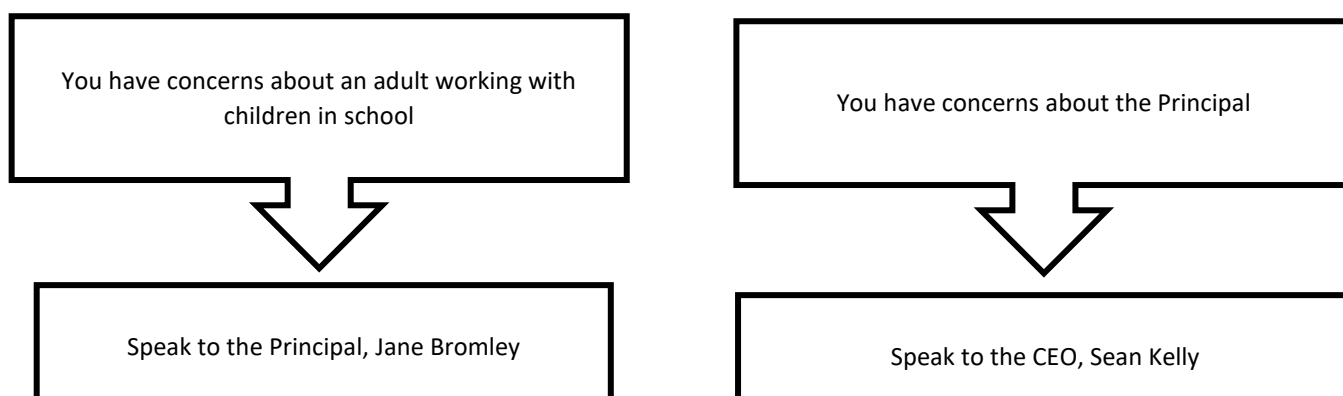 You have concerns about an adult working with
children in school
Speak to the Principal, Jane Bromley
You have concerns about the Principal
Speak to the CEO, Sean Kelly